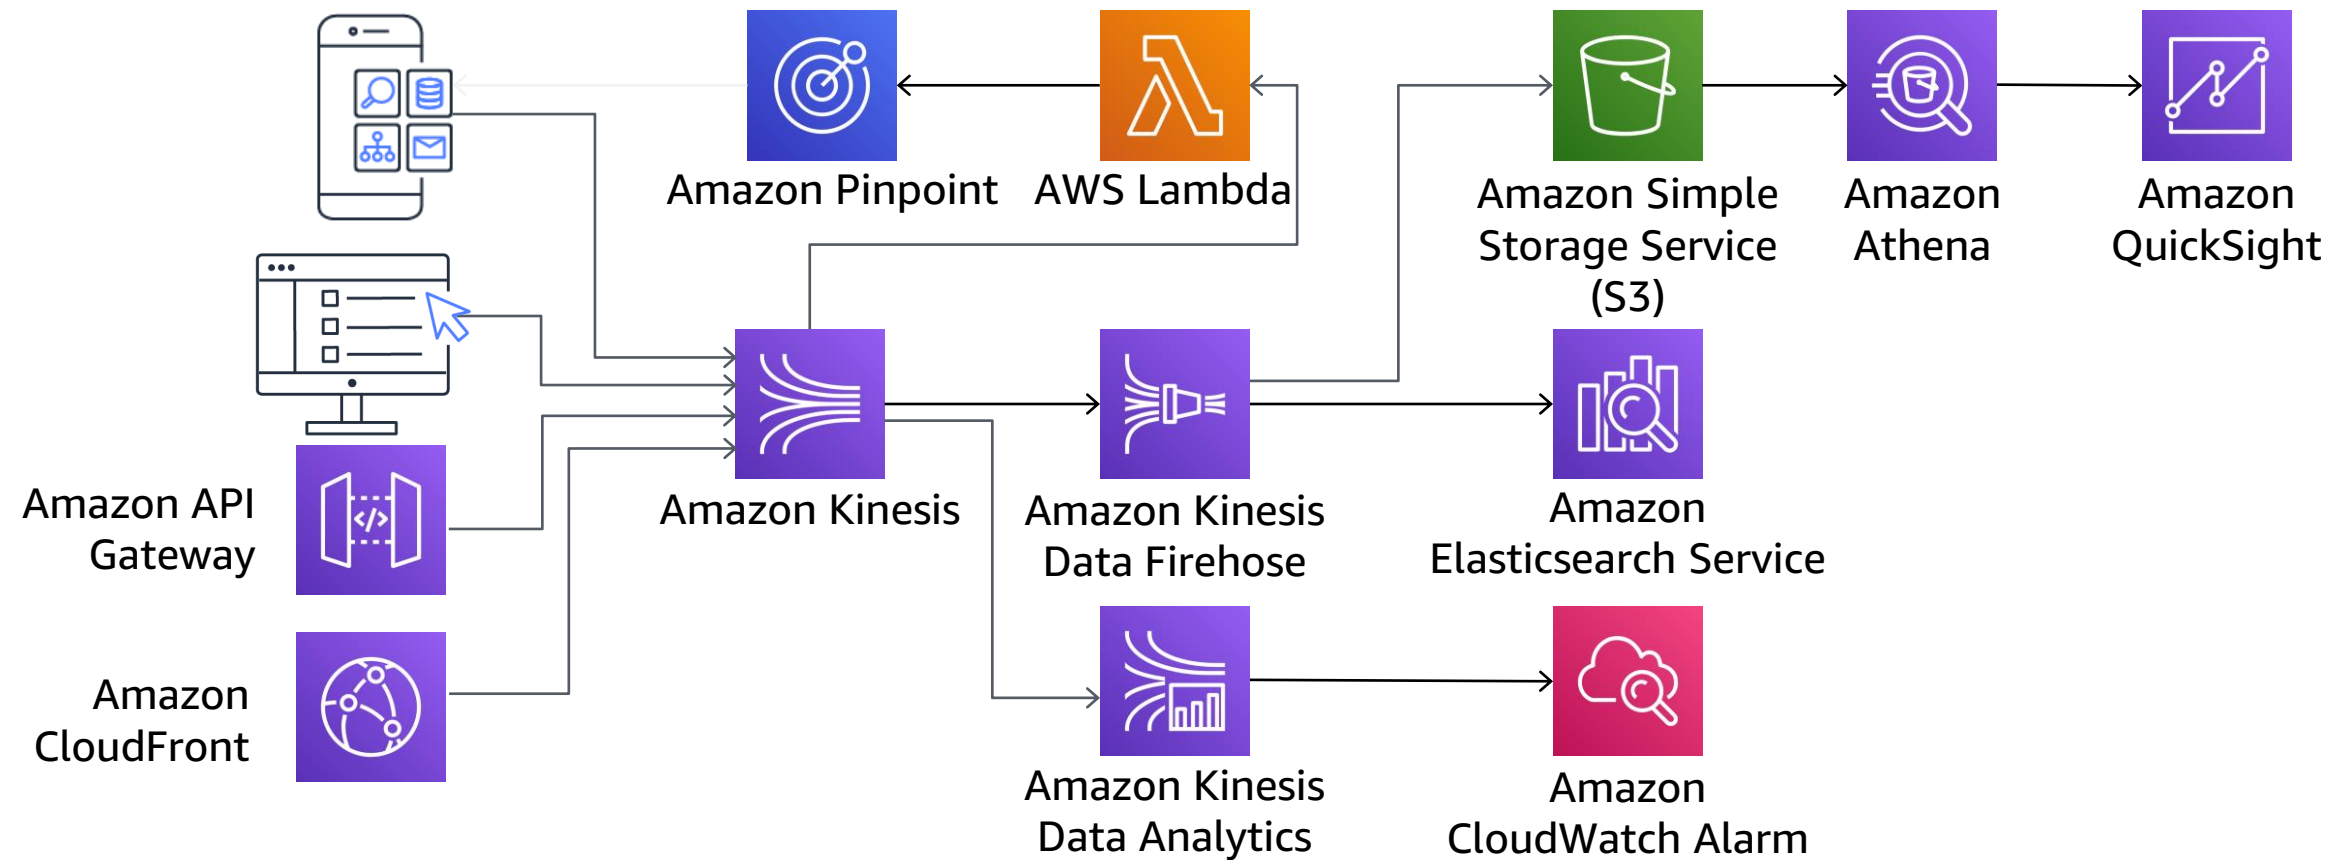 Amazon Pinpoint
AWS Lambda
Amazon Simple
Storage Service
(S3)
Amazon
Athena
Amazon
QuickSight
Amazon API
Gateway
Amazon Kinesis
Amazon Kinesis
Data Firehose
Amazon
Elasticsearch Service
Amazon
CloudFront
Amazon Kinesis
Data Analytics
Amazon
CloudWatch Alarm